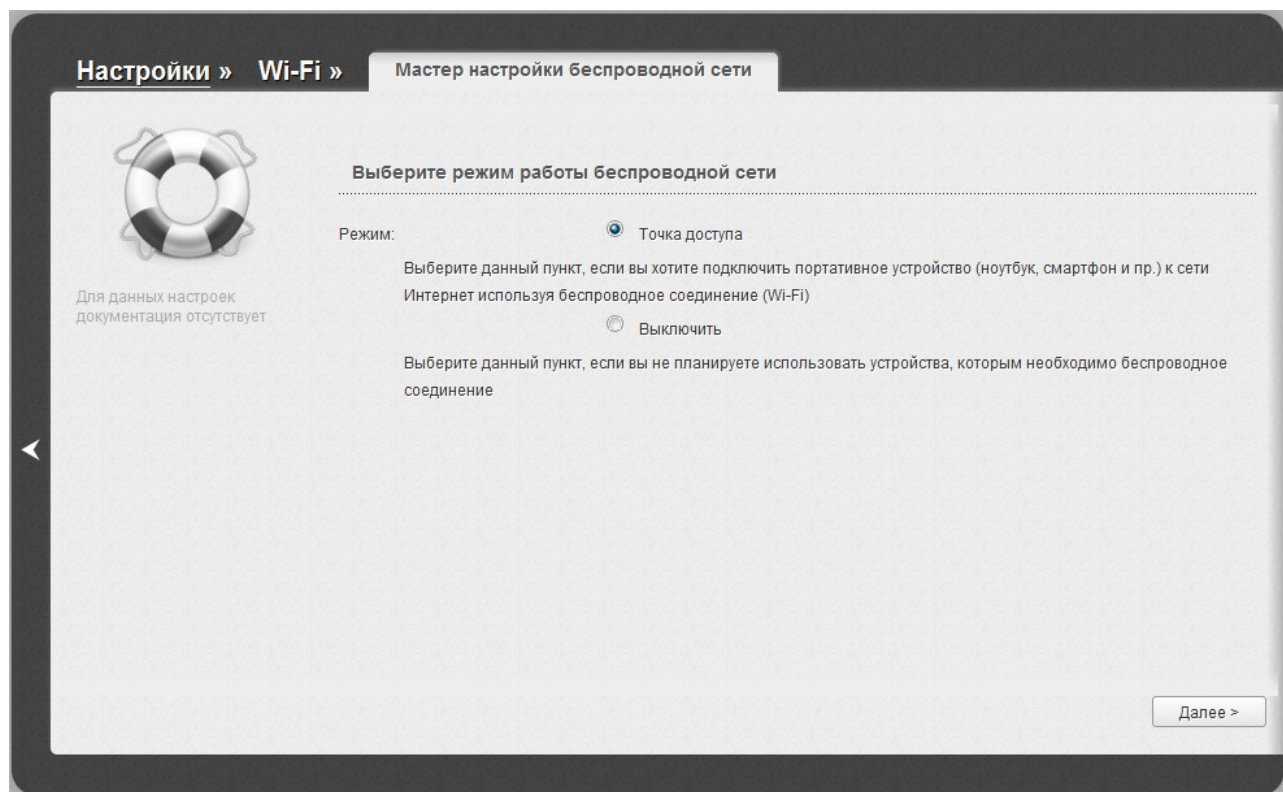 Настройки » Wi-Fi » Мастер настройки беспроводной сети
Выберите режим работы беспроводной сети
Режим: Точка доступа
Выберите данный пункт, если вы хотите подключить портативное устройство (ноутбук, смартфон и пр.) к сети
Интернет используя беспроводное соединение (Wi-Fi)
Для данных настроек
документация отсутствует
Выключить
Выберите данный пункт, если вы не планируете использовать устройства, которым необходимо беспроводное
соединение
Далее >